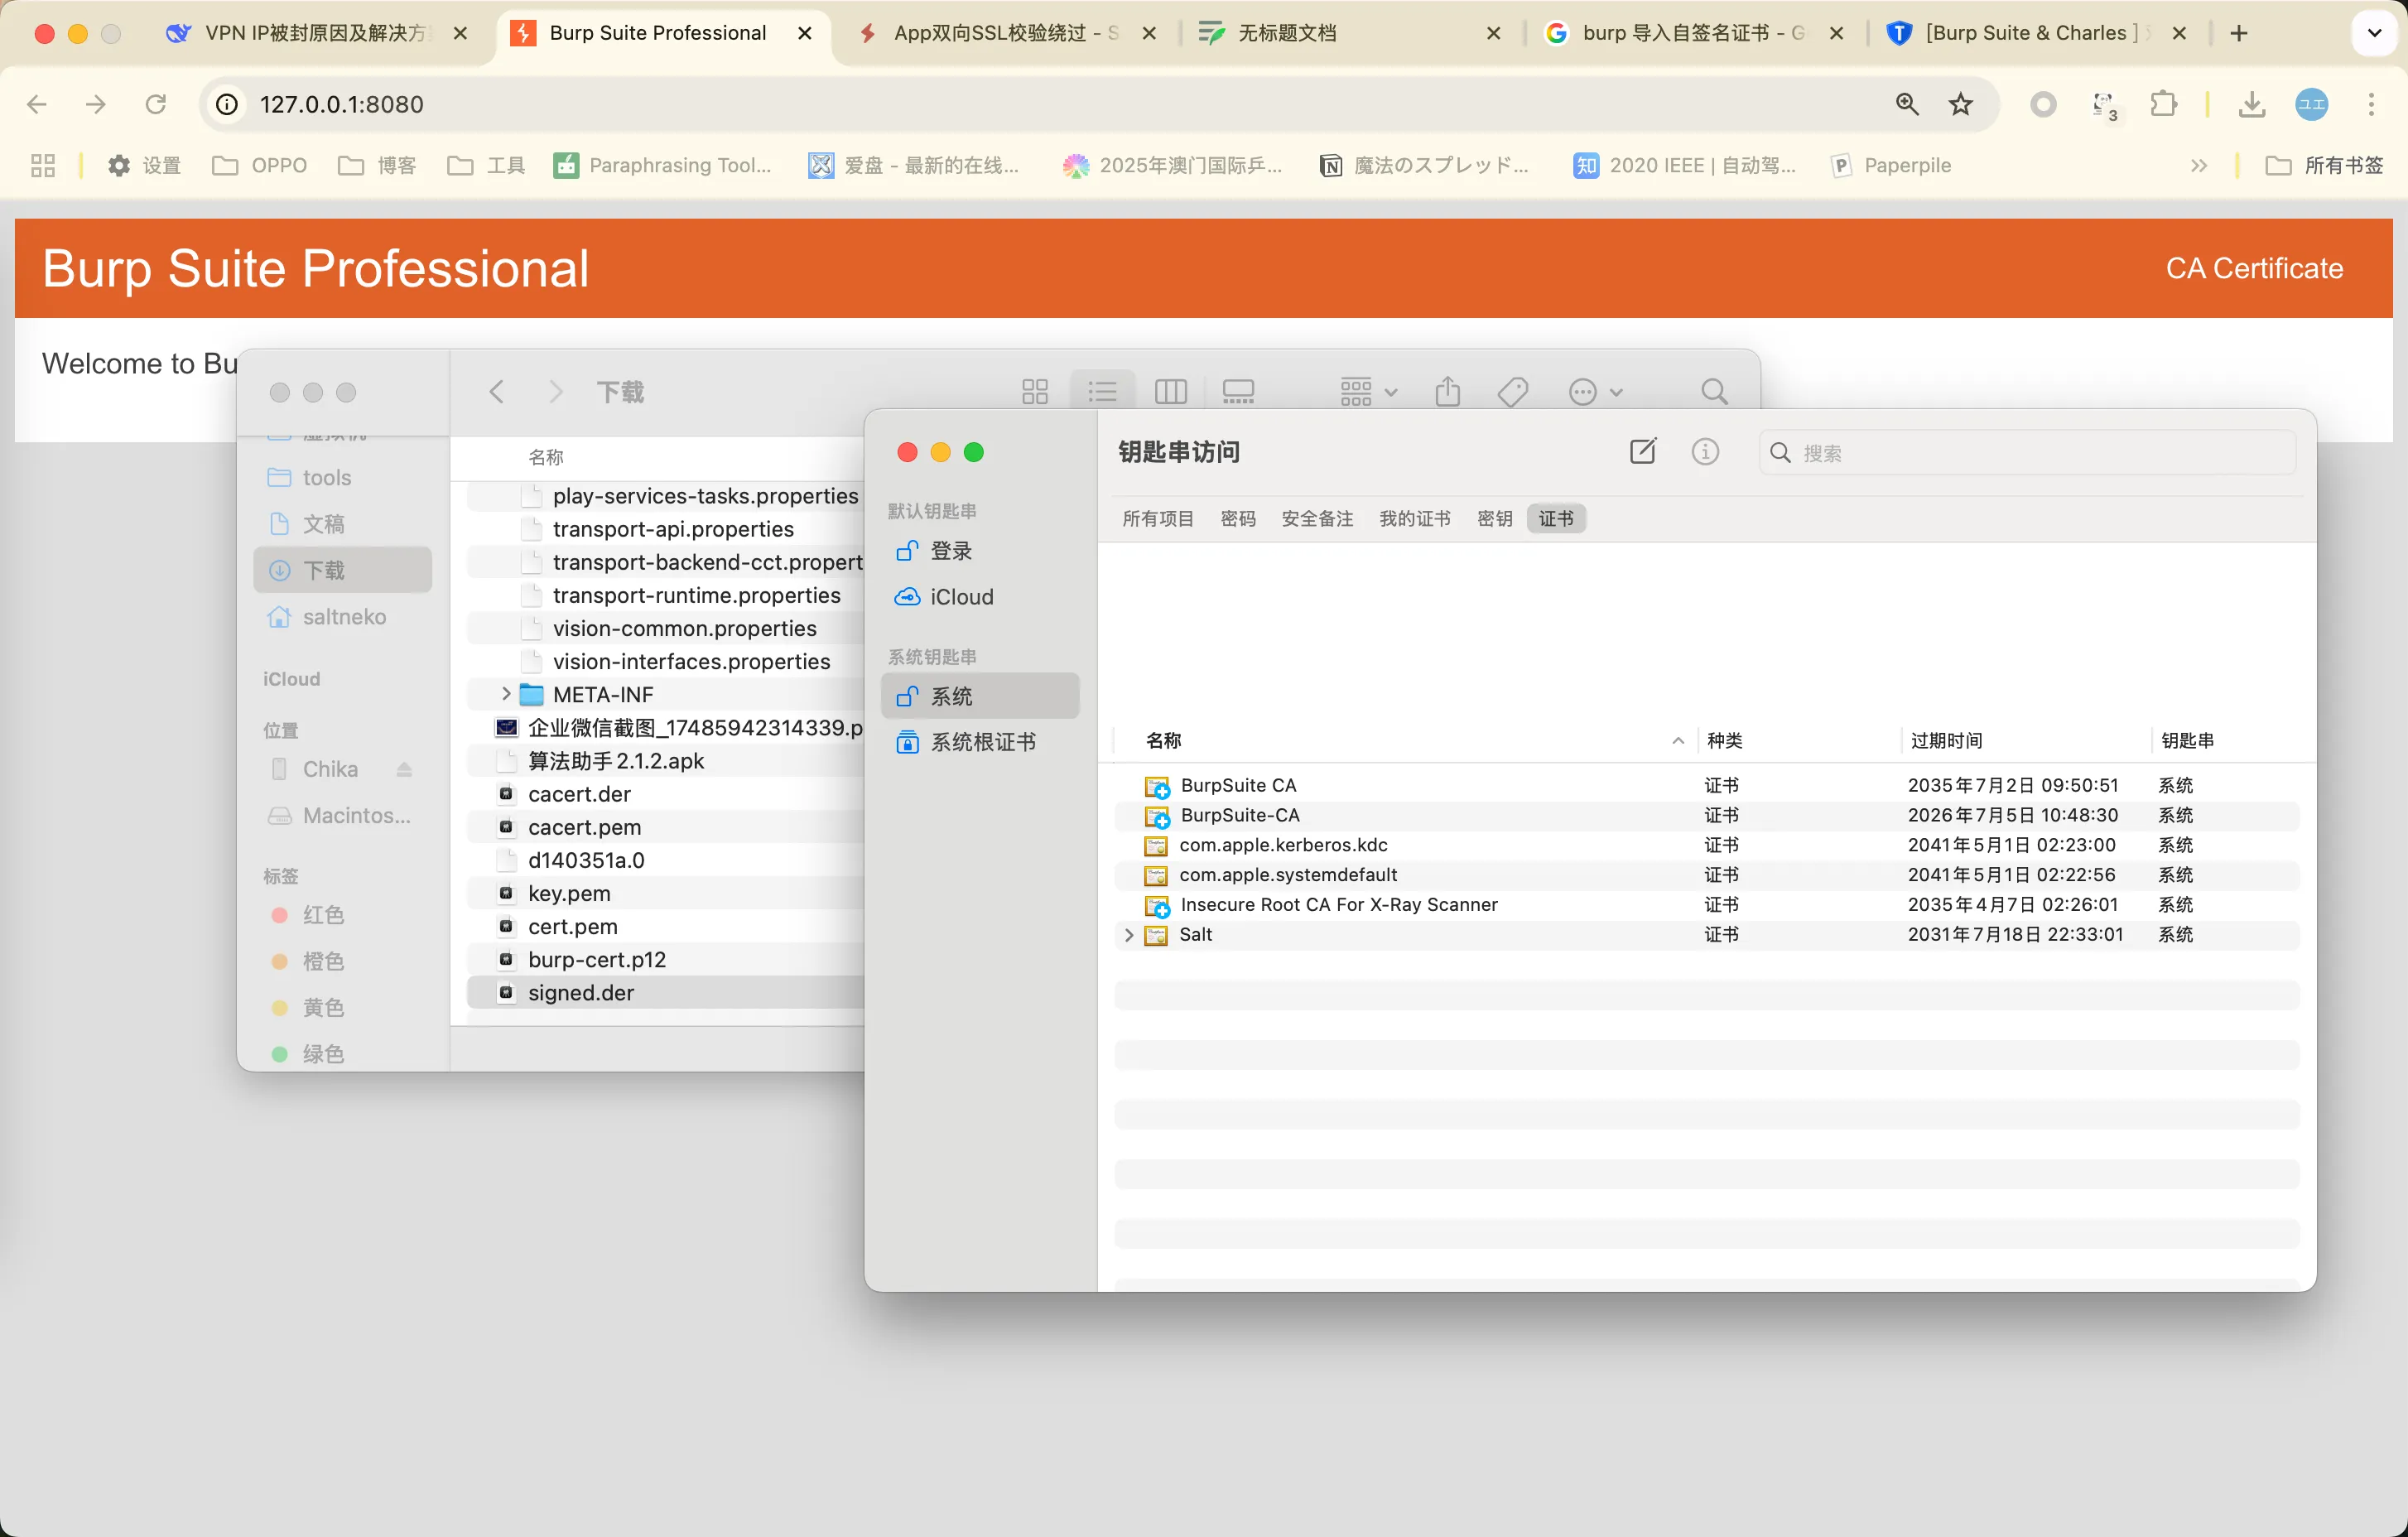 VPN IP被封原因及解决方
Burp Suite Professional
App双向SSL校验绕过 - S
无标题文档
burp 导入自签名证书 - G
[Burp Suite & Charles ]
127.0.0.1:8080
3
ユエ
设置
OPPO
博客
工具
Paraphrasing Tool...
爱盘 - 最新的在线...
2025年澳门国际乒...
魔法のスプレッド...
知
2020 IEEE | 自动驾...
Paperpile
所有书签
Burp Suite Professional
CA Certificate
Welcome to Bu
下载
tools
文稿
下载
saltneko
iCloud
位置
Chika
Macintos...
标签
红色
橙色
黄色
绿色
名称
play-services-tasks.properties
transport-api.properties
transport-backend-cct.propert
transport-runtime.properties
vision-common.properties
vision-interfaces.properties
META-INF
企业微信截图_17485942314339.p
算法助手2.1.2.apk
cacert.der
cacert.pem
d140351a.0
key.pem
cert.pem
burp-cert.p12
signed.der
钥匙串访问
搜索
默认钥匙串
登录
iCloud
系统钥匙串
系统
系统根证书
所有项目 密码 安全备注 我的证书 密钥 证书
名称 种类 过期时间 钥匙串
BurpSuite CA 证书 2035年7月2日 09:50:51 系统
BurpSuite-CA 证书 2026年7月5日 10:48:30 系统
com.apple.kerberos.kdc 证书 2041年5月1日 02:23:00 系统
com.apple.systemdefault 证书 2041年5月1日 02:22:56 系统
Insecure Root CA For X-Ray Scanner 证书 2035年4月7日 02:26:01 系统
Salt 证书 2031年7月18日 22:33:01 系统